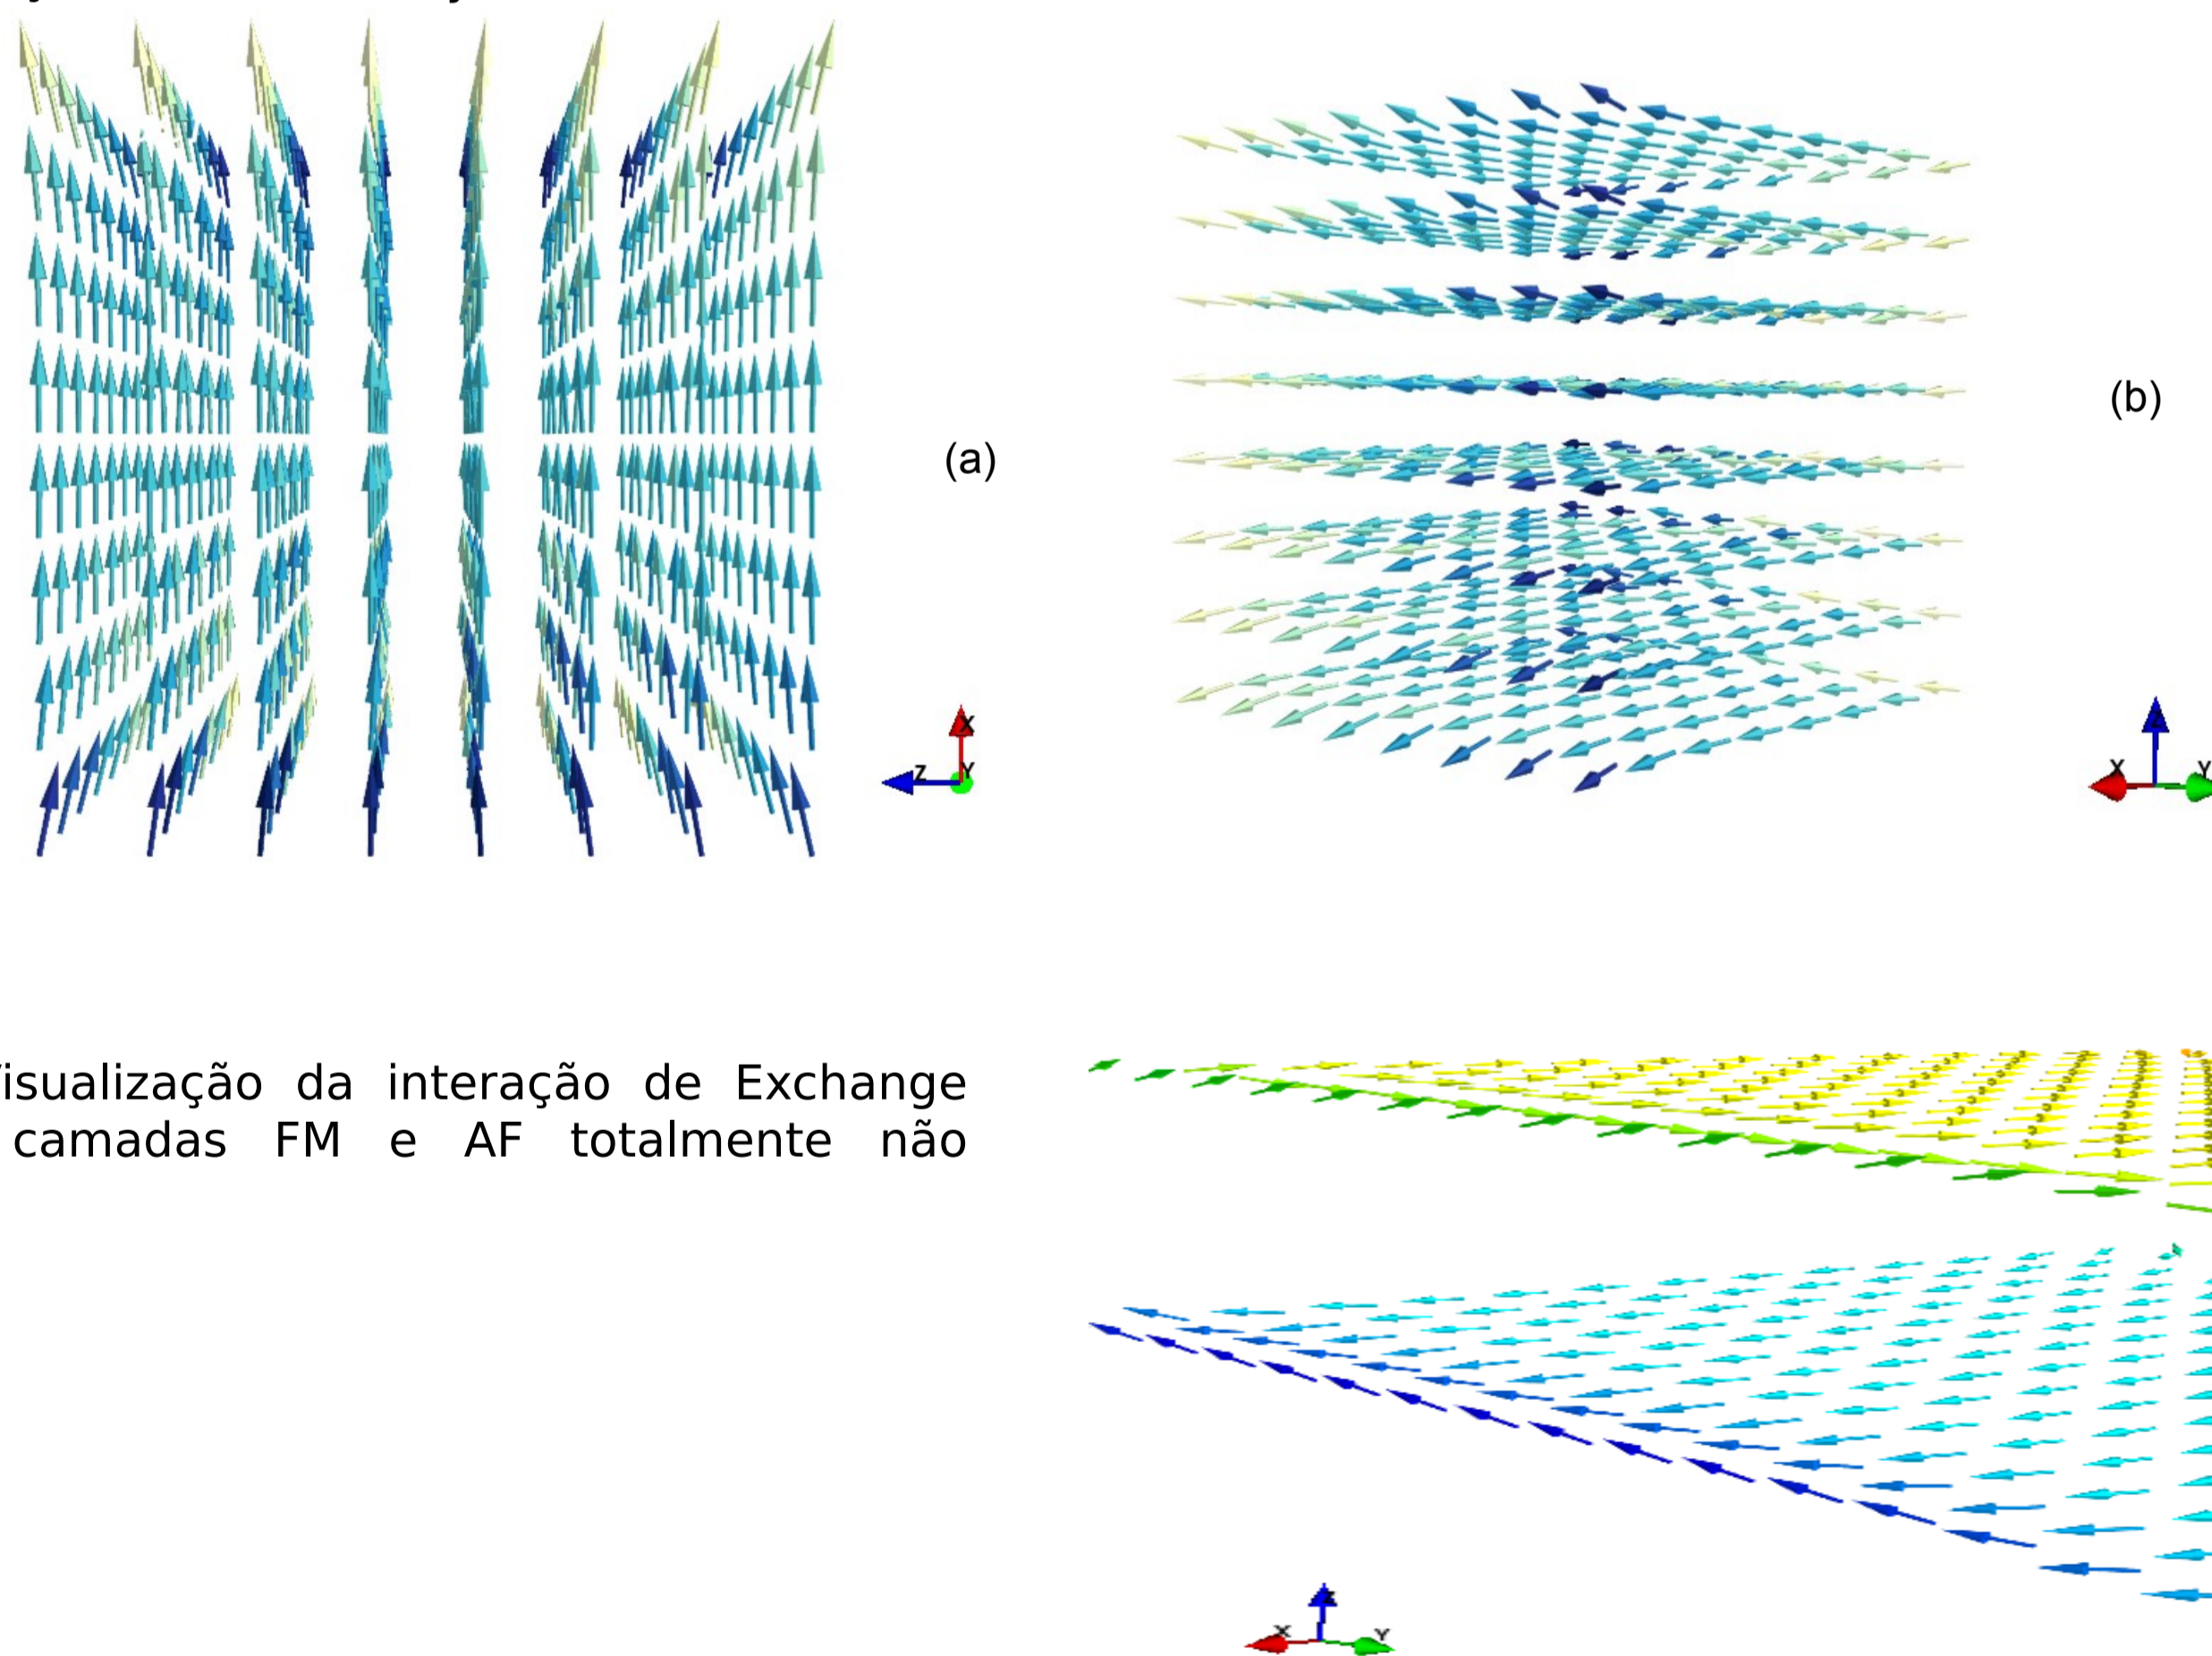 (a)
X
Z Y
(b)
X Y
isualização da interação de Exchange
camadas FM e AF totalmente não
Z
X Y